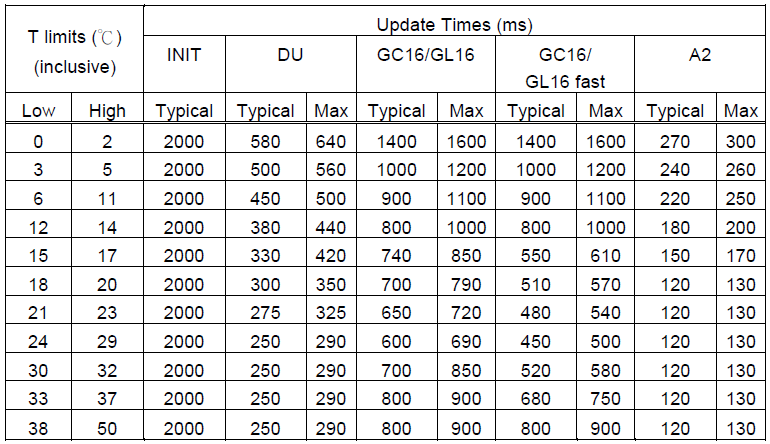 T limits (℃)
(inclusive)
Update Times (ms)
INIT DU GC16/GL16 GC16/
GL16 fast A2
Low High Typical Typical Max Typical Max Typical Max Typical Max
0 2 2000 580 640 1400 1600 1400 1600 270 300
3 5 2000 500 560 1000 1200 1000 1200 240 260
6 11 2000 450 500 900 1100 900 1100 220 250
12 14 2000 380 440 800 1000 800 1000 180 200
15 17 2000 330 420 740 850 550 610 150 170
18 20 2000 300 350 700 790 510 570 120 130
21 23 2000 275 325 650 720 480 540 120 130
24 29 2000 250 290 600 690 450 500 120 130
30 32 2000 250 290 700 850 520 580 120 130
33 37 2000 250 290 800 900 680 750 120 130
38 50 2000 250 290 800 900 800 900 120 130